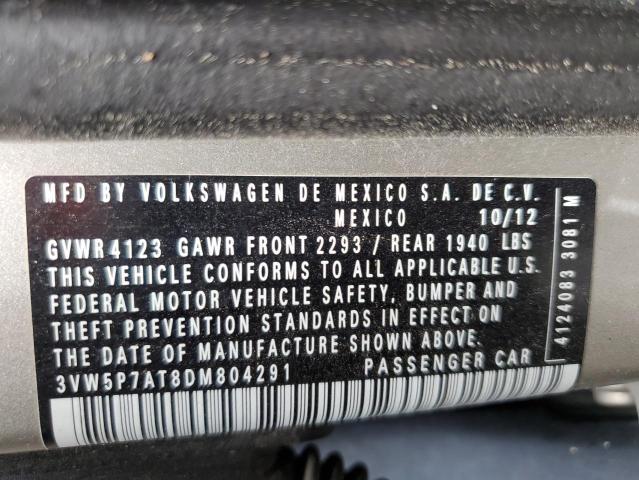 MFD BY VOLKSWAGEN DE MEXICO S.A. DE C.V.
MEXICO 10/12
GVWR 4123 GAWR FRONT 2293 / REAR 1940 LBS
THIS VEHICLE CONFORMS TO ALL APPLICABLE U.S.
FEDERAL MOTOR VEHICLE SAFETY, BUMPER AND
THEFT PREVENTION STANDARDS IN EFFECT ON
THE DATE OF MANUFACTURE SHOWN ABOVE.
3VW5P7AT8DM804291 PASSENGER CAR
4124083 3081 M